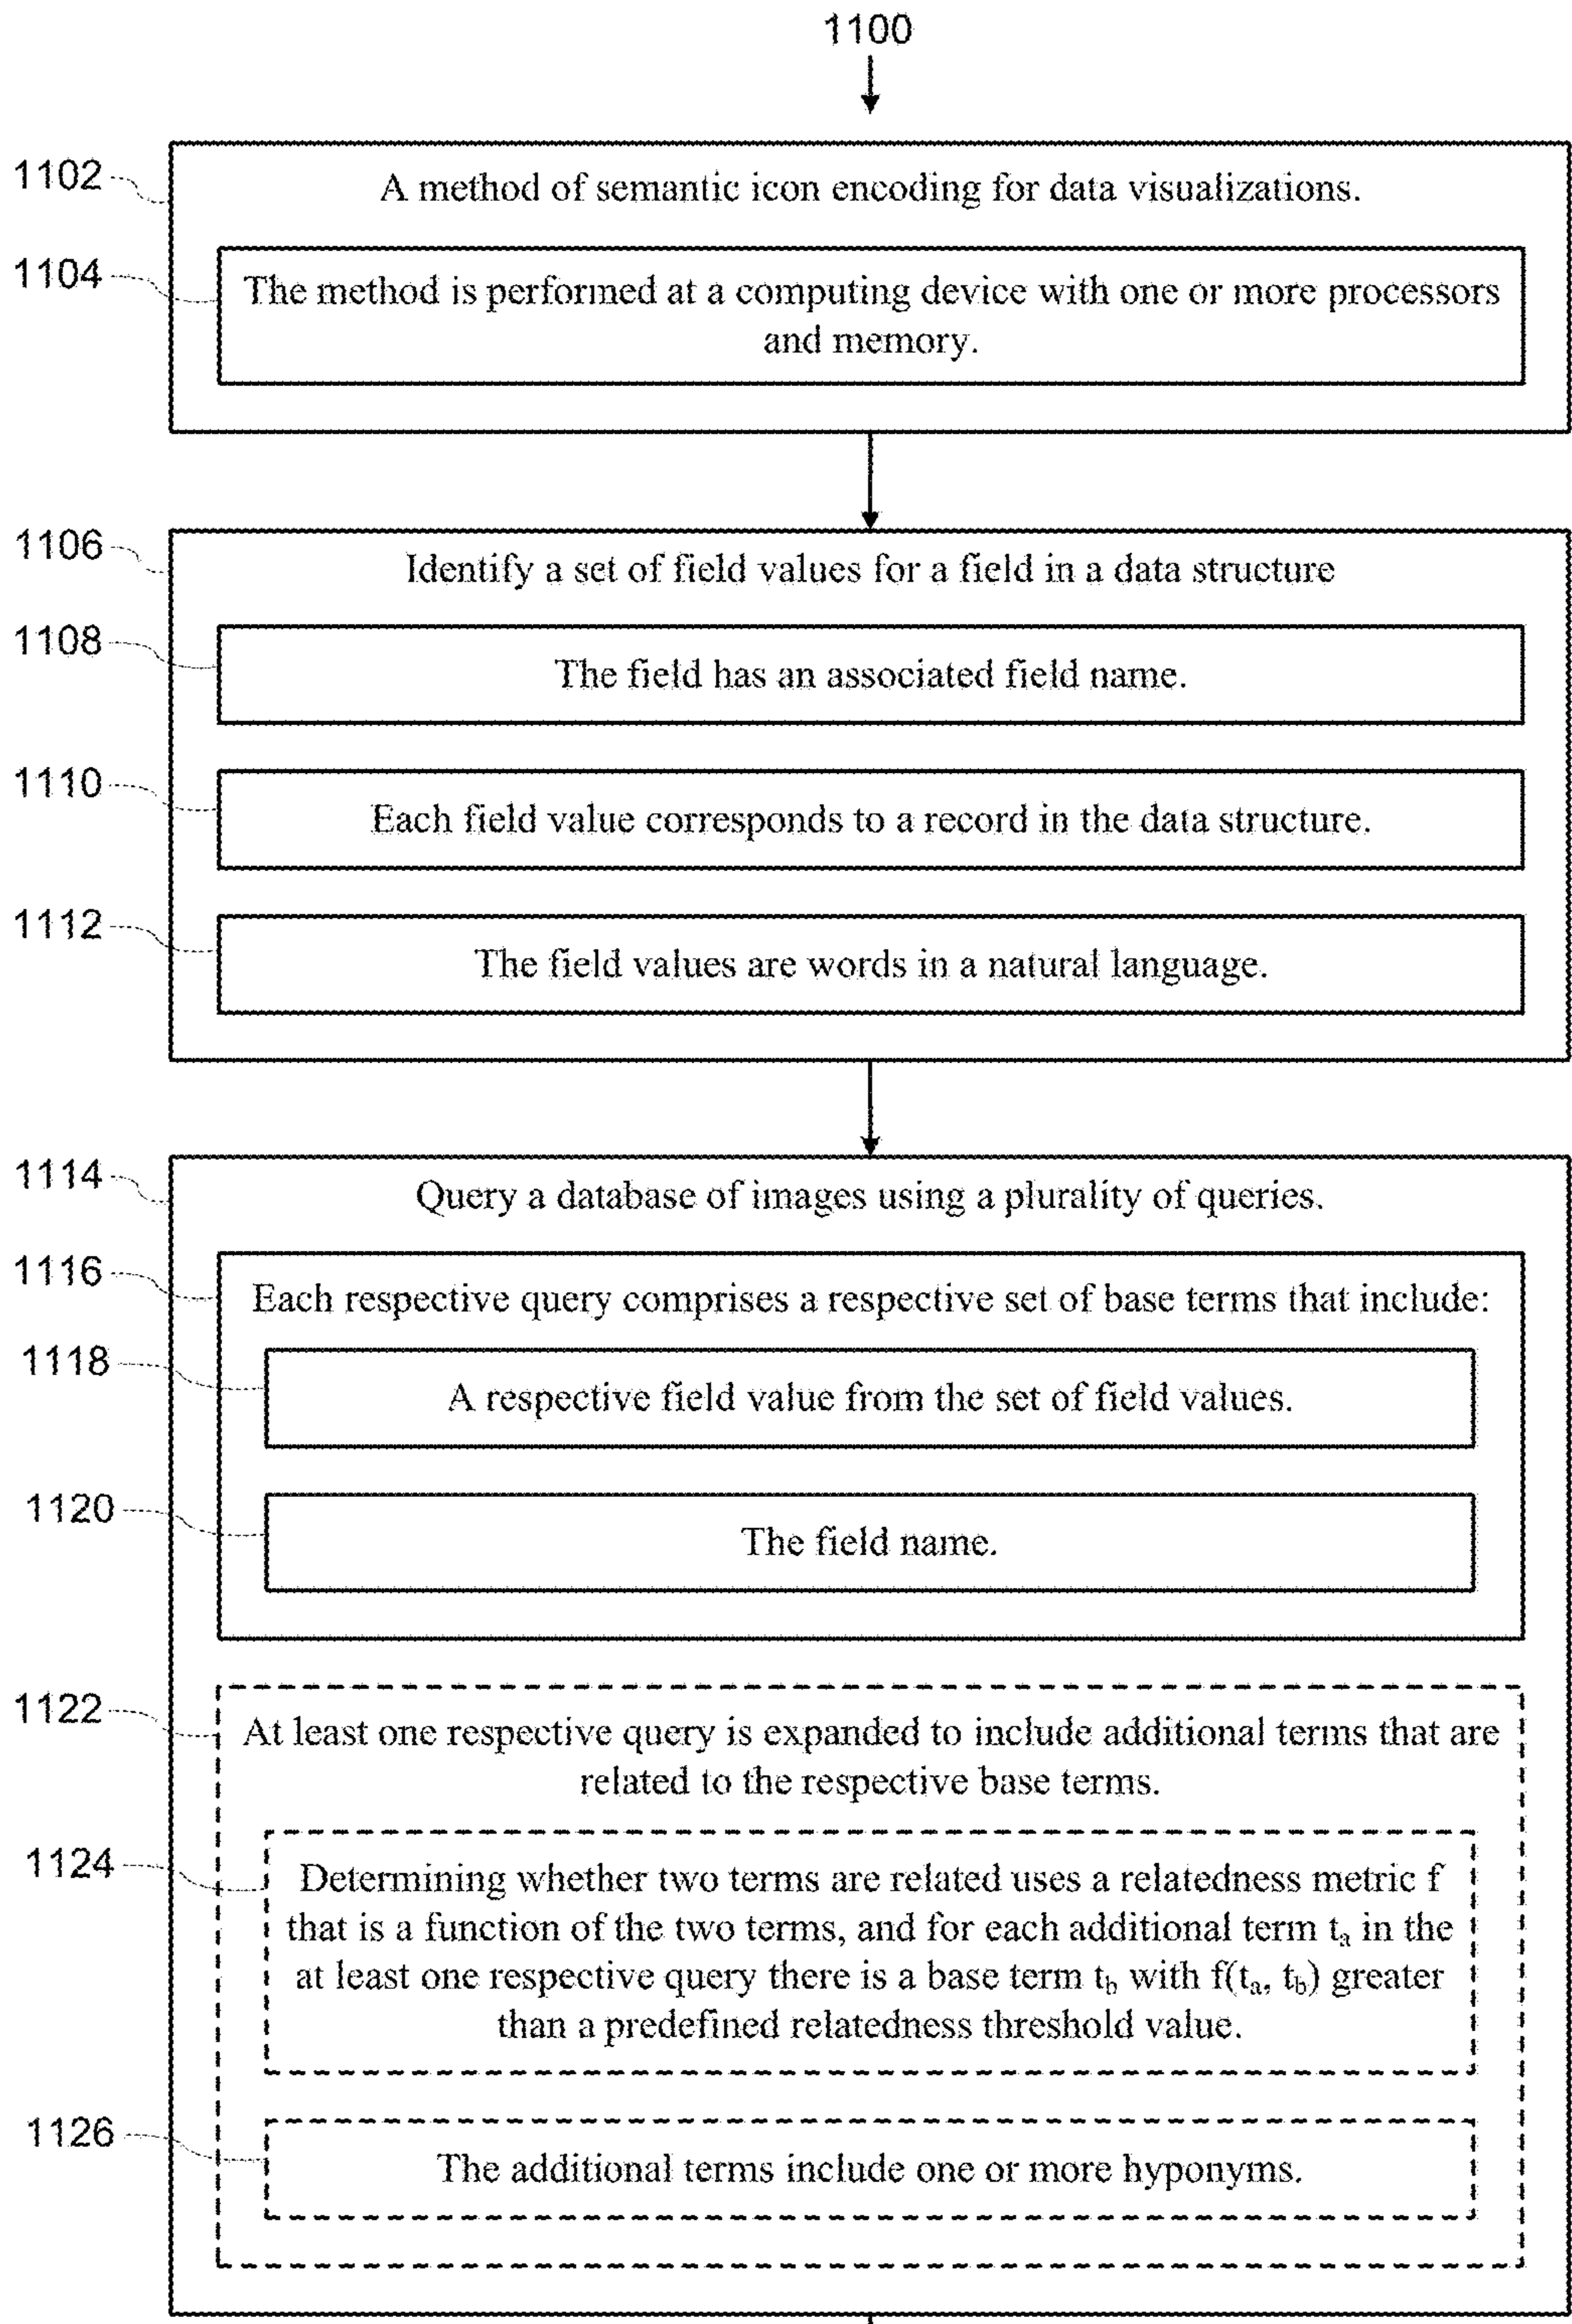 1100
1102
A method of semantic icon encoding for data visualizations.
1104
The method is performed at a computing device with one or more processors
and memory.
1106
Identify a set of field values for a field in a data structure
1108
The field has an associated field name.
1110
Each field value corresponds to a record in the data structure.
1112
The field values are words in a natural language.
1114
Query a database of images using a plurality of queries.
1116
Each respective query comprises a respective set of base terms that include:
1118
A respective field value from the set of field values.
1120
The field name.
1122
At least one respective query is expanded to include additional terms that are
related to the respective base terms.
1124
Determining whether two terms are related uses a relatedness metric f
that is a function of the two terms, and for each additional term tₐ in the
at least one respective query there is a base term t_b with f(tₐ, t_b) greater
than a predefined relatedness threshold value.
1126
The additional terms include one or more hyponyms.